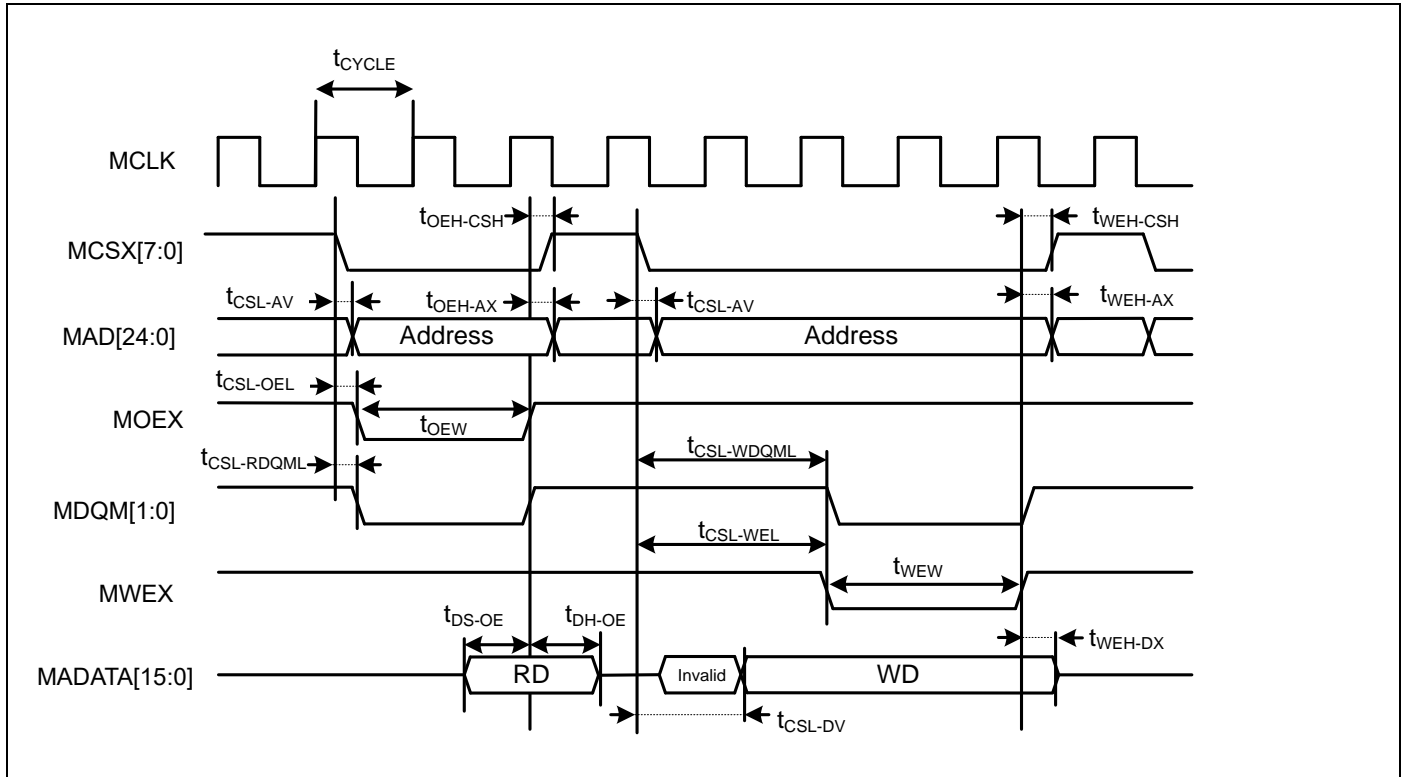 tCYCLE
MCLK
tOEH-CSH
tWEH-CSH
MCSX[7:0]
tCSL-AV
tOEH-AX
tCSL-AV
tWEH-AX
MAD[24:0]
Address
Address
tCSL-OEL
MOEX
tOEW
tCSL-RDQML
tCSL-WDQML
MDQM[1:0]
tCSL-WEL
tWEW
MWEX
tDS-OE
tDH-OE
tWEH-DX
MADATA[15:0]
RD
Invalid
WD
tCSL-DV